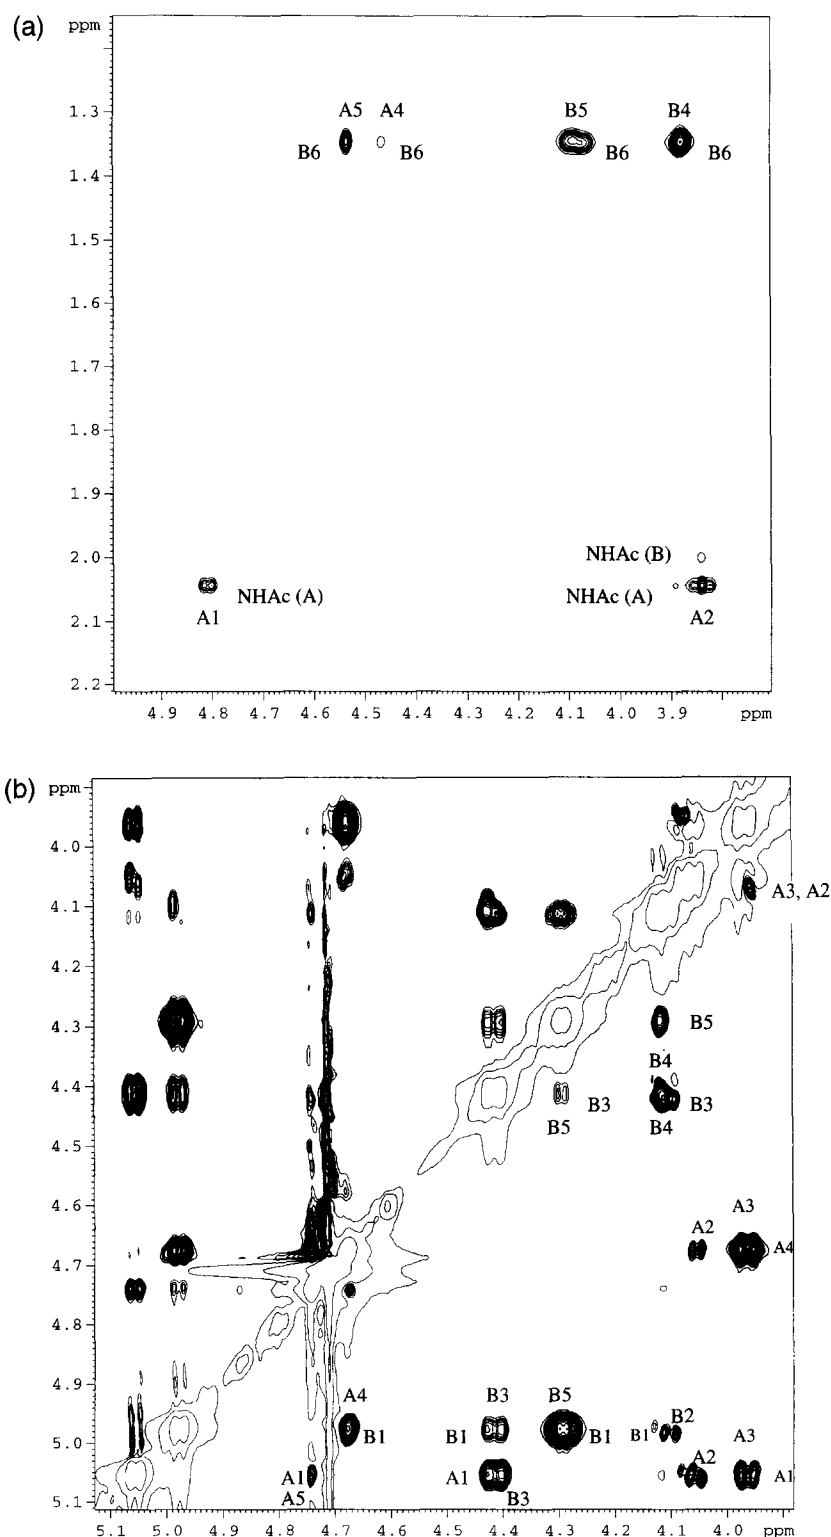 (a)
ppm
1.3
1.4
1.5
1.6
1.7
1.8
1.9
2.0
2.1
2.2
A5 A4 B5 B4
B6 B6 B6 B6
NHAc (B)
NHAc (A) NHAc (A)
A1 A2
4.9 4.8 4.7 4.6 4.5 4.4 4.3 4.2 4.1 4.0 3.9 ppm
(b)
ppm
4.0
4.1
4.2
4.3
4.4
4.5
4.6
4.7
4.8
4.9
5.0
5.1
A3, A2
B5
B4
B3 B3
B5 B4
A3
A2
A4
A4 B3 B5
B2
B1 B1 B1 B1
A3
A2
A1 A1 A1
A5 B3
5.1 5.0 4.9 4.8 4.7 4.6 4.5 4.4 4.3 4.2 4.1 4.0 ppm